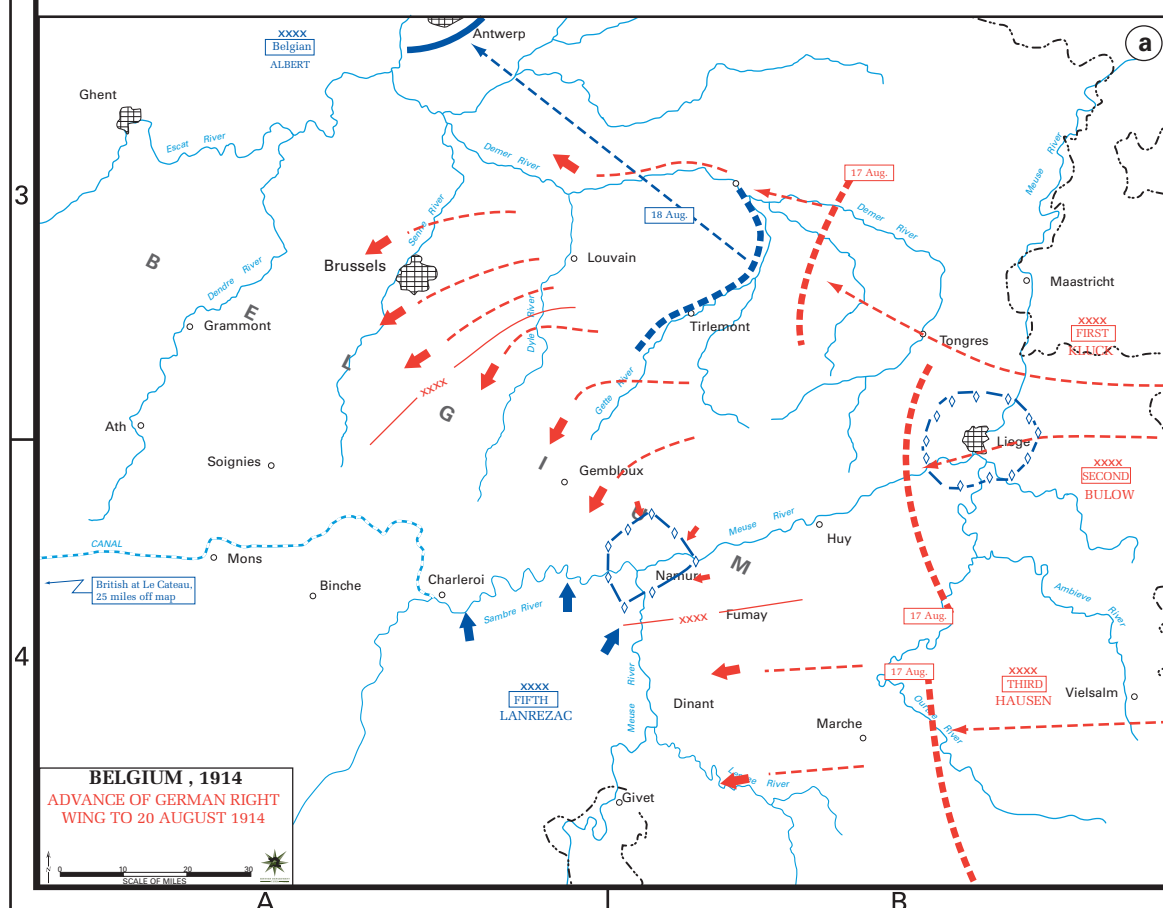 a
Antwerp
XXXX
Belgian
ALBERT
Ghent
Escat River
Demer River
Meuse River
3
17 Aug.
18 Aug.
Demer River
Senne River
B
Brussels
Louvain
Maastricht
Dendre River
E
Grammont
Dyle River
Tirlemont
Tongres
XXXX
FIRST
KLUCK
L
XXXX
Gette River
G
Ath
Liege
Soignies
I
Gembloux
XXXX
SECOND
BULOW
Meuse River
U
CANAL
Mons
Huy
M
Namur
British at Le Cateau,
25 miles off map
Binche
Charleroi
Ambleve River
Sambre River
XXXX
Fumay
17 Aug.
4
17 Aug.
XXXX
THIRD
HAUSEN
Vielsalm
XXXX
FIFTH
LANREZAC
Meuse River
Dinant
Marche
Ourthe River
BELGIUM , 1914
ADVANCE OF GERMAN RIGHT
WING TO 20 AUGUST 1914
Lesse River
Givet
N
0 10 20 30
SCALE OF MILES
A
B